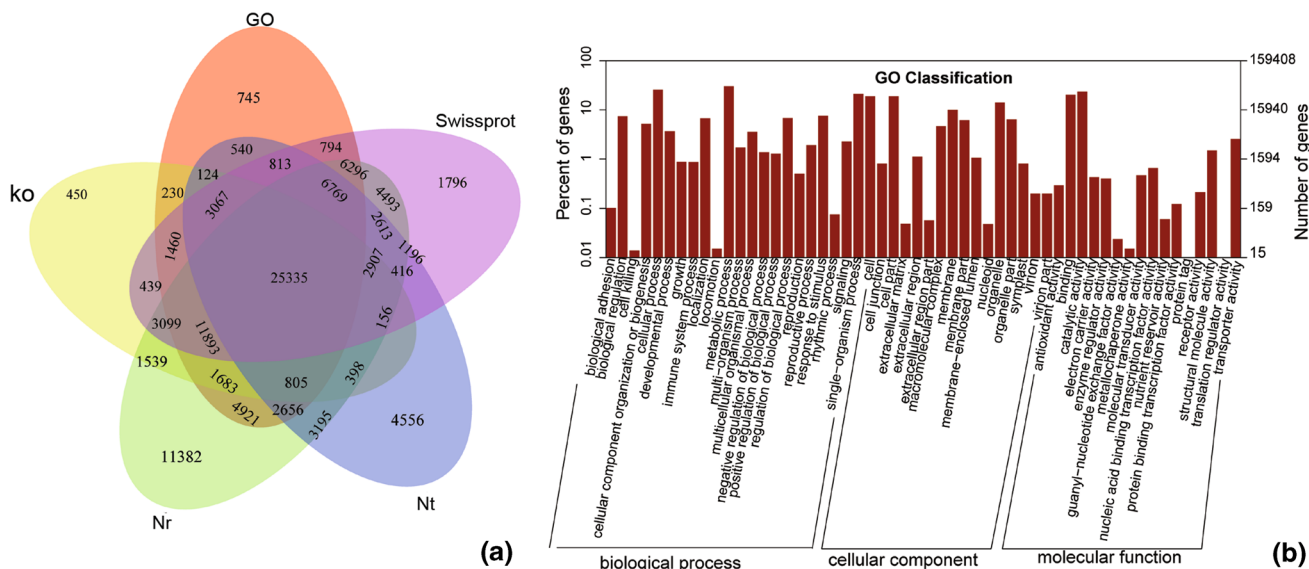 GO
745
Swissprot
540
794
813
6296
124
4493
1796
ko
450
230
6769
3067
2613
1196
1460
2907
416
25335
439
156
3099
11893
1539
398
1683
805
4921
2656
3195
4556
11382
Nr
Nt
(a)
GO Classification
Percent of genes
100
10
1
0.1
0.01
159408
15940
1594
159
15
Number of genes
biological adhesion
biological regulation
cell killing
cellular component organization or biogenesis
cellular process
developmental process
growth
immune system process
localization
locomotion
metabolic process
multi-organism process
multicellular organismal process
negative regulation of biological process
positive regulation of biological process
regulation of biological process
reproduction
reproductive process
response to stimulus
rhythmic process
signaling
single-organism process
cell
cell junction
cell part
extracellular matrix
extracellular region
extracellular region part
macromolecular complex
membrane
membrane part
membrane-enclosed lumen
nucleoid
organelle
organelle part
symplast
virion
virion part
antioxidant activity
binding
catalytic activity
electron carrier activity
enzyme regulator activity
guanyl-nucleotide exchange factor activity
metallochaperone activity
molecular transducer activity
nucleic acid binding transcription factor activity
nutrient reservoir activity
protein binding transcription factor activity
protein tag
receptor activity
structural molecule activity
translation regulator activity
transporter activity
biological process
cellular component
molecular function
(b)